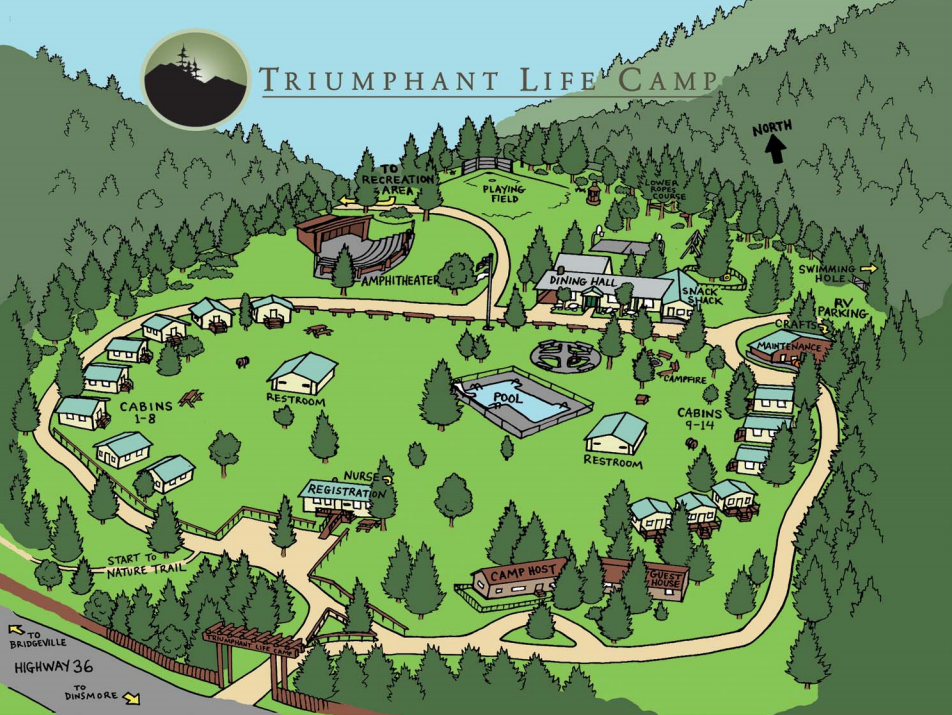 TRIUMPHANT LIFE CAMP
NORTH
TO
RECREATION
AREA
PLAYING
FIELD
LOWER
ROPES
COURSE
AMPHITHEATER
DINING HALL
SNACK
SHACK
SWIMMING
HOLE
RV
PARKING
CRAFTS
MAINTENANCE
CAMPFIRE
POOL
RESTROOM
CABINS
1-8
CABINS
9-14
RESTROOM
NURSE
REGISTRATION
START TO
NATURE TRAIL
CAMP HOST
GUEST
HOUSE
TRIUMPHANT LIFE CAMP
TO
BRIDGEVILLE
HIGHWAY 36
TO
DINSMORE